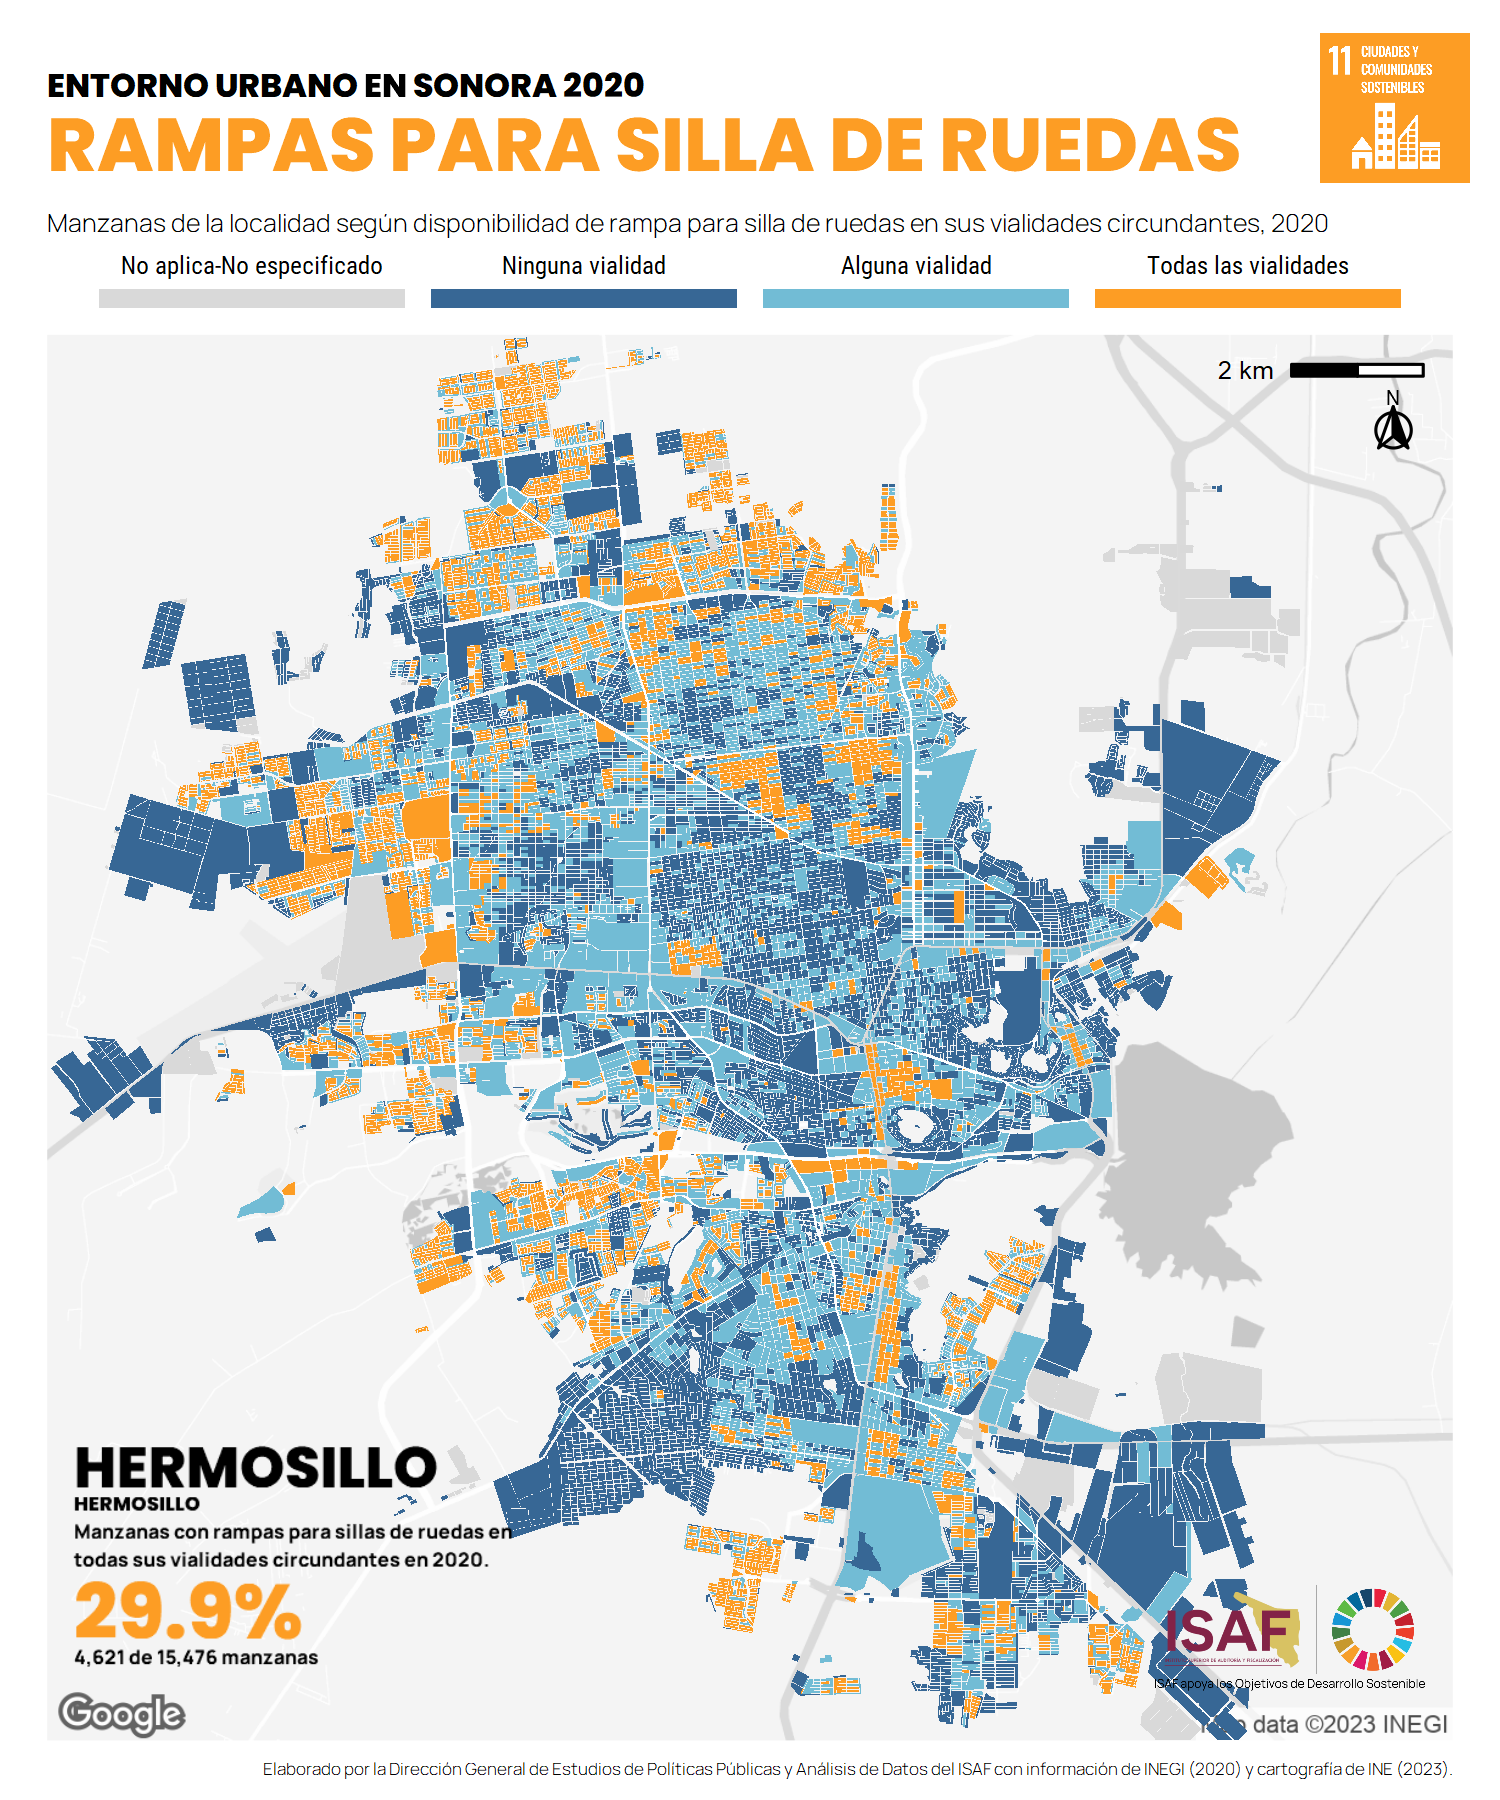 ENTORNO URBANO EN SONORA 2020
RAMPAS PARA SILLA DE RUEDAS
11 CIUDADES Y
COMUNIDADES
SOSTENIBLES
Manzanas de la localidad según disponibilidad de rampa para silla de ruedas en sus vialidades circundantes, 2020
No aplica-No especificado Ninguna vialidad Alguna vialidad Todas las vialidades
2 km
N
HERMOSILLO
HERMOSILLO
Manzanas con rampas para sillas de ruedas en
todas sus vialidades circundantes en 2020.
29.9%
4,621 de 15,476 manzanas
ISAF
ISAF apoya los Objetivos de Desarrollo Sostenible
Google
data ©2023 INEGI
Elaborado por la Dirección General de Estudios de Políticas Públicas y Análisis de Datos del ISAF con información de INEGI (2020) y cartografía de INE (2023).